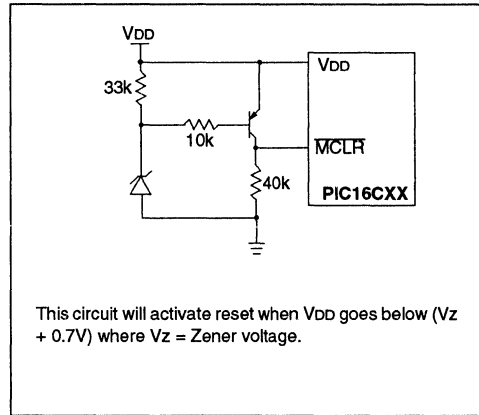 VDD
VDD
33k
10k
MCLR
40k
PIC16CXX
This circuit will activate reset when VDD goes below (Vz
+ 0.7V) where Vz = Zener voltage.